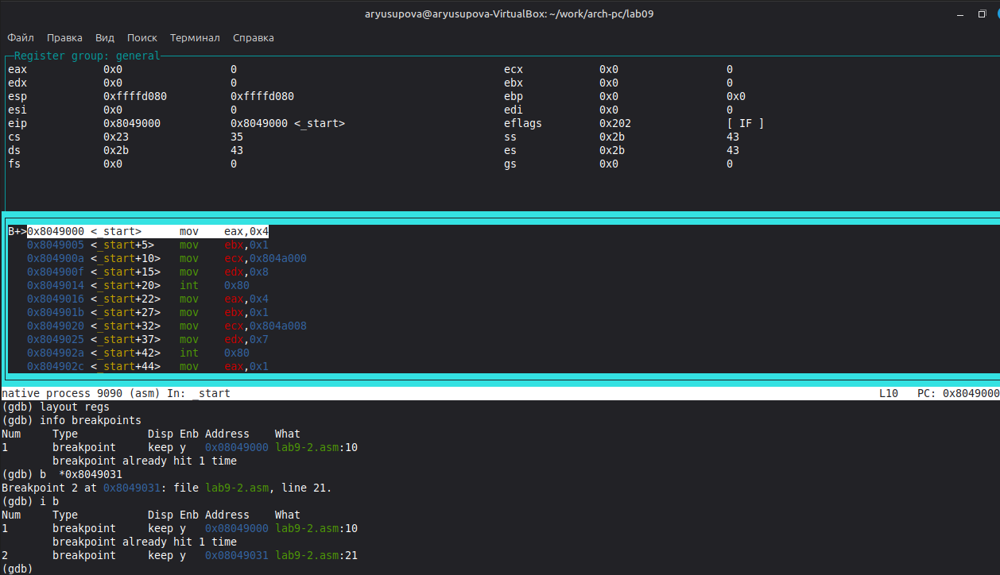 aryusupova@aryusupova-VirtualBox: ~/work/arch-pc/lab09
Файл Правка Вид Поиск Терминал Справка
Register group: general
eax 0x0 0 ecx 0x0 0
edx 0x0 0 ebx 0x0 0
esp 0xffffd080 0xffffd080 ebp 0x0 0x0
esi 0x0 0 edi 0x0 0
eip 0x8049000 0x8049000 <_start> eflags 0x202 [ IF ]
cs 0x23 35 ss 0x2b 43
ds 0x2b 43 es 0x2b 43
fs 0x0 0 gs 0x0 0
B+>0x8049000 <_start> mov eax,0x4
0x8049005 <_start+5> mov ebx,0x1
0x804900a <_start+10> mov ecx,0x804a000
0x804900f <_start+15> mov edx,0x8
0x8049014 <_start+20> int 0x80
0x8049016 <_start+22> mov eax,0x4
0x804901b <_start+27> mov ebx,0x1
0x8049020 <_start+32> mov ecx,0x804a008
0x8049025 <_start+37> mov edx,0x7
0x804902a <_start+42> int 0x80
0x804902c <_start+44> mov eax,0x1
native process 9090 (asm) In: _start L10 PC: 0x8049000
(gdb) layout regs
(gdb) info breakpoints
Num Type Disp Enb Address What
1 breakpoint keep y 0x08049000 lab9-2.asm:10
breakpoint already hit 1 time
(gdb) b *0x8049031
Breakpoint 2 at 0x8049031: file lab9-2.asm, line 21.
(gdb) i b
Num Type Disp Enb Address What
1 breakpoint keep y 0x08049000 lab9-2.asm:10
breakpoint already hit 1 time
2 breakpoint keep y 0x08049031 lab9-2.asm:21
(gdb)